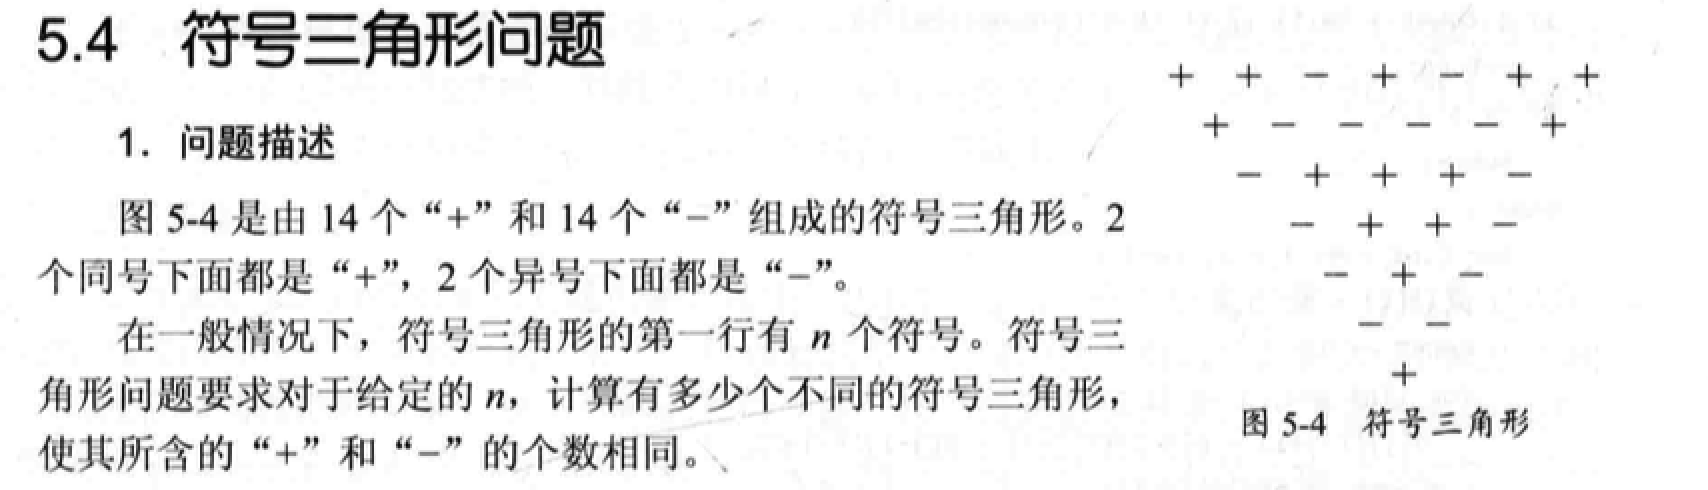 5.4 符号三角形问题
1. 问题描述
图 5-4 是由 14 个“+”和 14 个“−”组成的符号三角形。2
个同号下面都是“+”，2 个异号下面都是“−”。
在一般情况下，符号三角形的第一行有 n 个符号。符号三
角形问题要求对于给定的 n，计算有多少个不同的符号三角形，
使其所含的“+”和“−”的个数相同。
+ + − + − + +
+ − − − − +
− + + + −
− + + −
− + −
− −
+
图 5-4 符号三角形